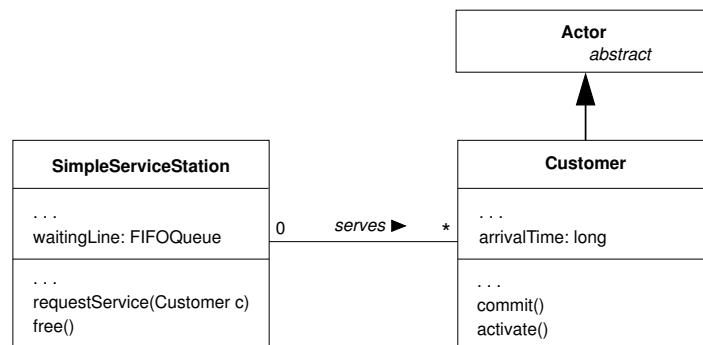 Actor
abstract
SimpleServiceStation
. . .
waitingLine: FIFOQueue
. . .
requestService(Customer c)
free()
0
serves ►
*
Customer
. . .
arrivalTime: long
. . .
commit()
activate()